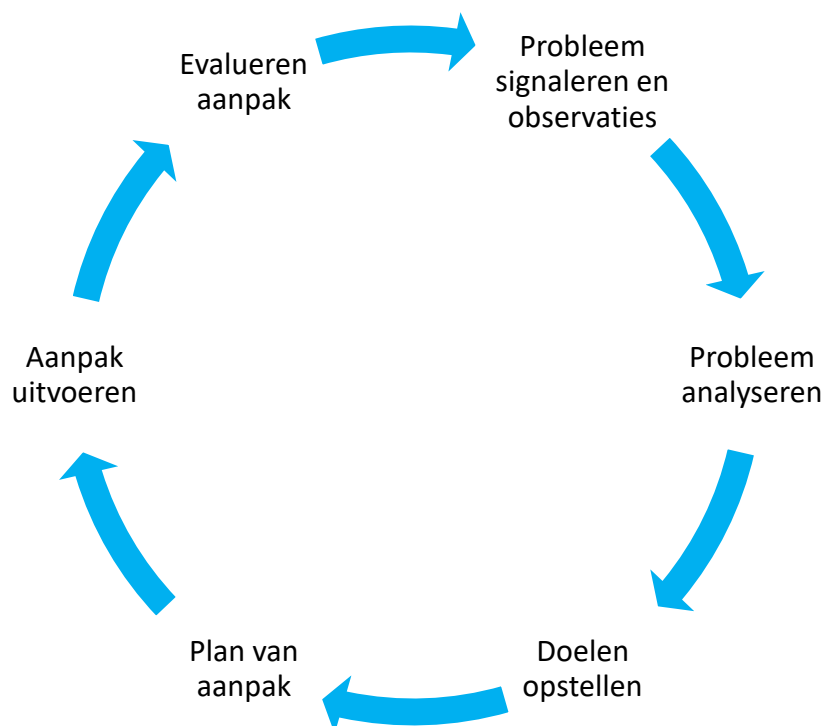 Probleem
signaleren en
observaties
Probleem
analyseren
Doelen
opstellen
Plan van
aanpak
Aanpak
uitvoeren
Evalueren
aanpak